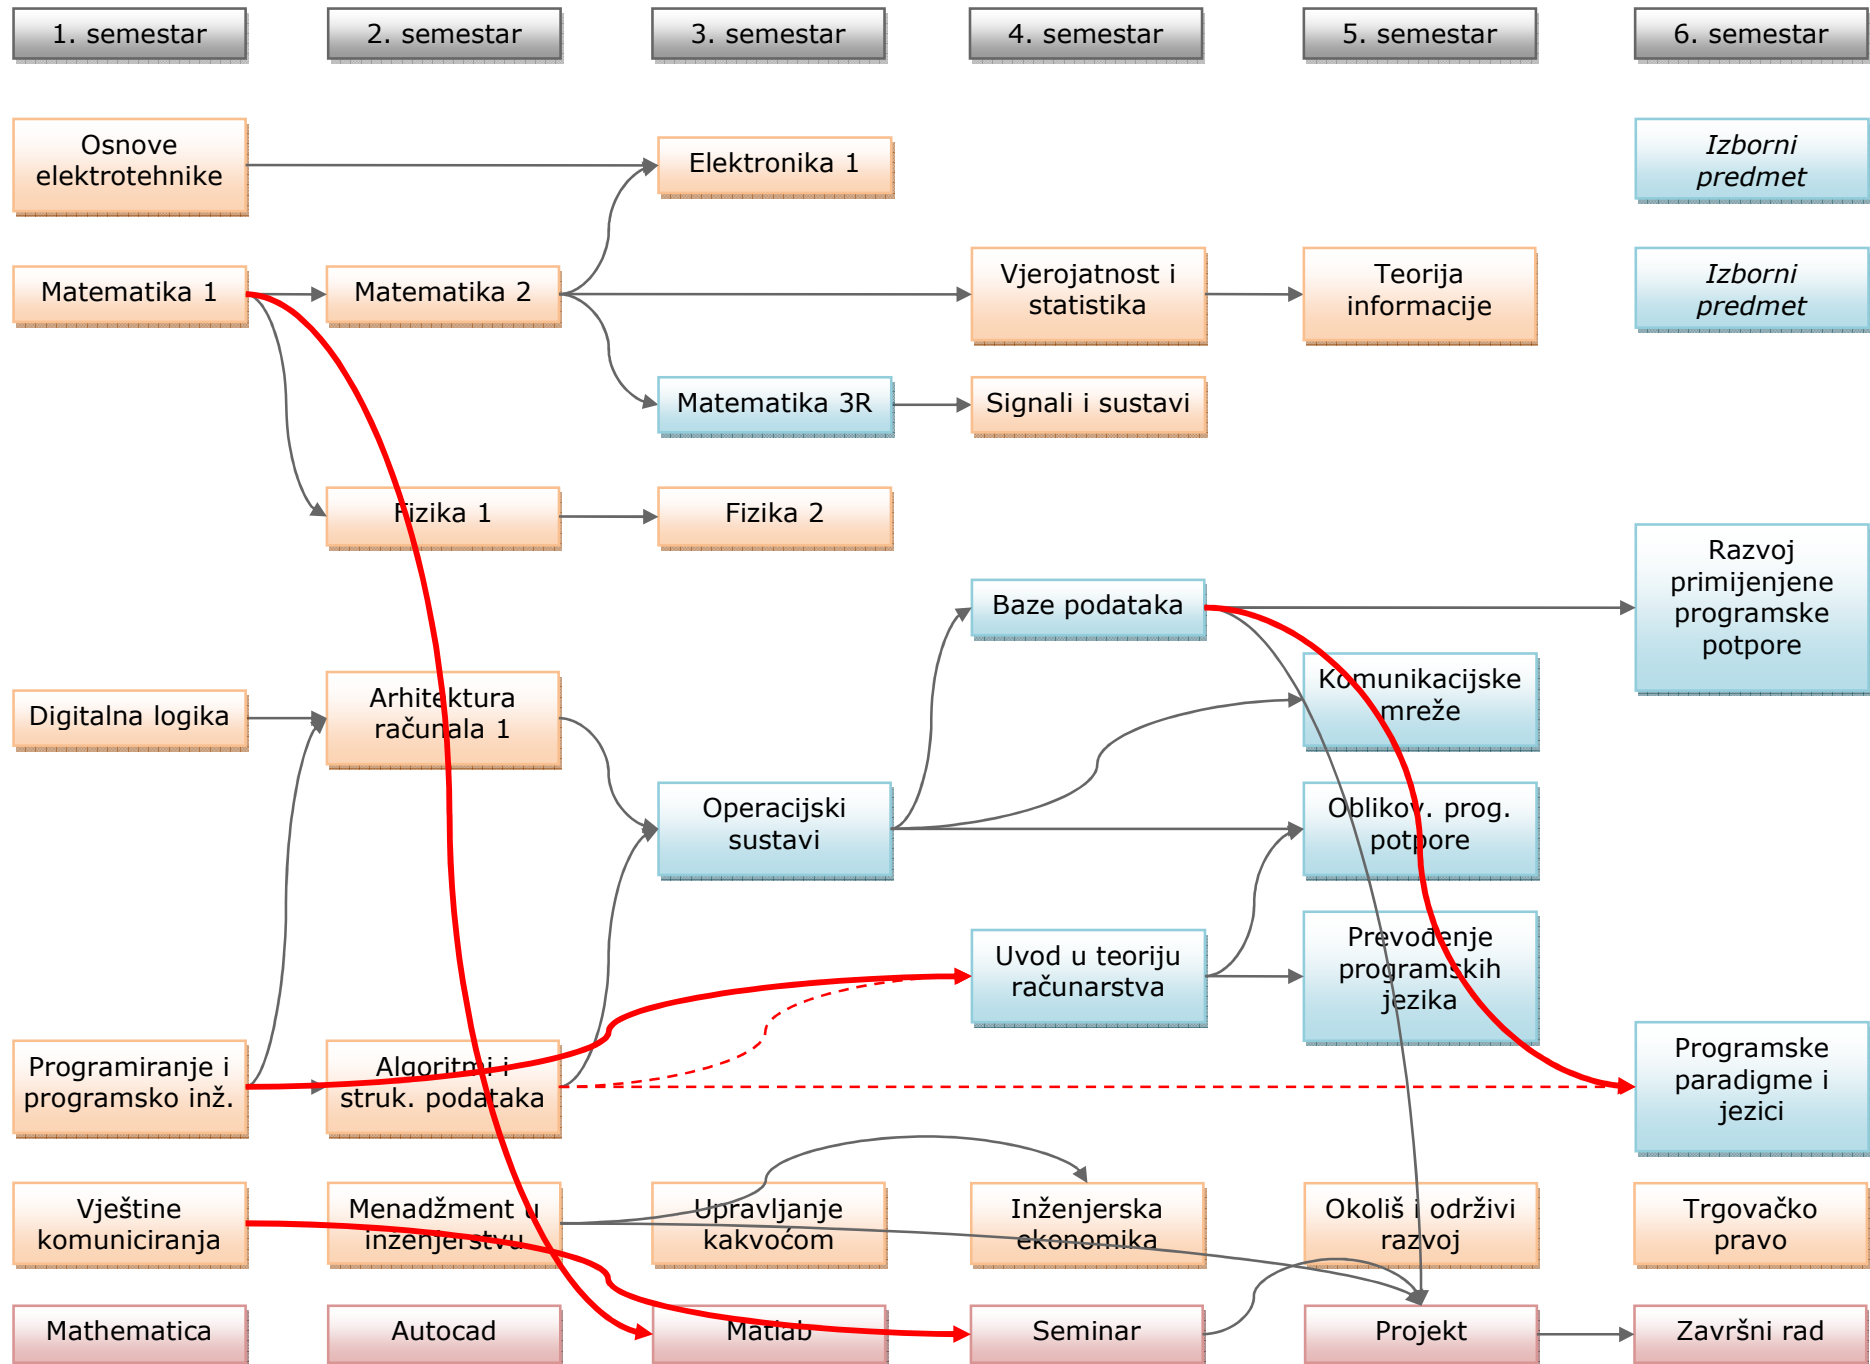 1. semestar
2. semestar
3. semestar
4. semestar
5. semestar
6. semestar
Osnove
elektrotehnike
Elektronika 1
Izborni
predmet
Matematika 1
Matematika 2
Vjerojatnost i
statistika
Teorija
informacije
Izborni
predmet
Matematika 3R
Signali i sustavi
Fizika 1
Fizika 2
Baze podataka
Razvoj
primijenjene
programske
potpore
Komunikacijske
mreže
Digitalna logika
Arhitektura
računala 1
Operacijski
sustavi
Oblikov. prog.
potpore
Uvod u teoriju
računarstva
Prevođenje
programskih
jezika
Programiranje i
programsko inž.
Algoritmi i
struk. podataka
Programske
paradigme i
jezici
Vještine
komuniciranja
Menadžment u
inženjerstvu
Upravljanje
kakvoćom
Inženjerska
ekonomika
Okoliš i održivi
razvoj
Trgovačko
pravo
Mathematica
Autocad
Matlab
Seminar
Projekt
Završni rad